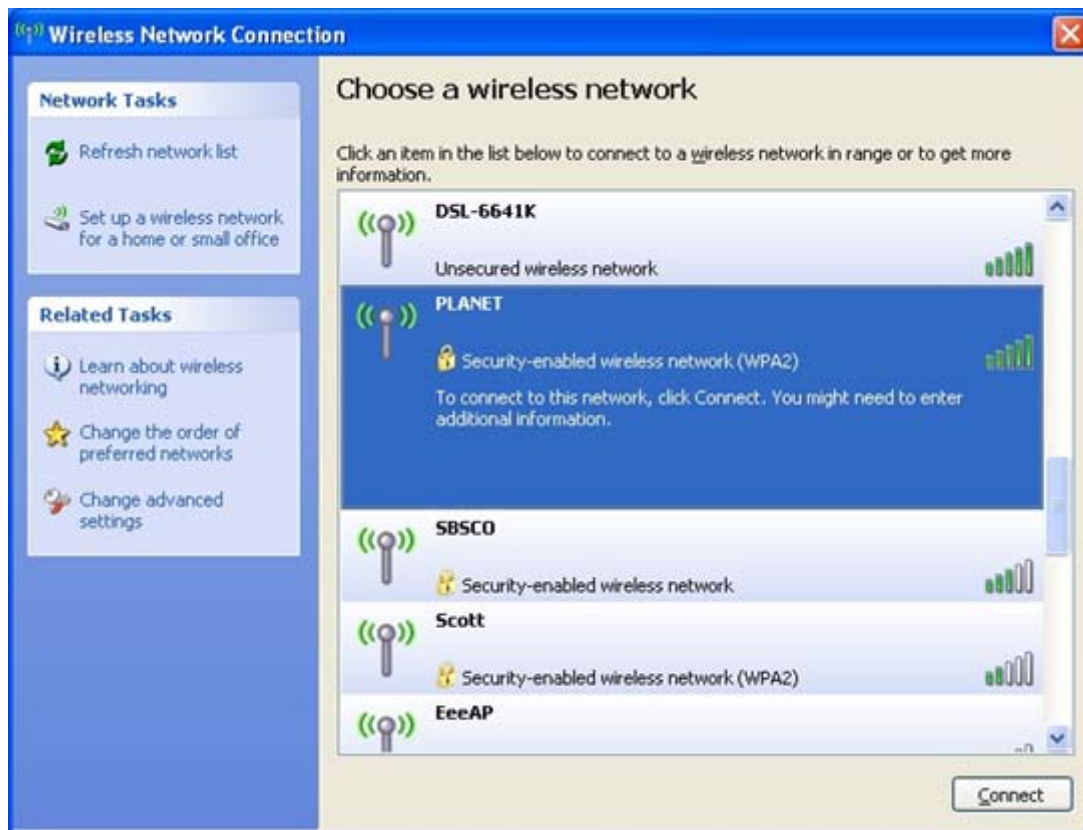 Wireless Network Connection
Network Tasks
Refresh network list
Set up a wireless network
for a home or small office
Related Tasks
Learn about wireless
networking
Change the order of
preferred networks
Change advanced
settings
Choose a wireless network
Click an item in the list below to connect to a wireless network in range or to get more
information.
DSL-6641K
Unsecured wireless network
PLANET
Security-enabled wireless network (WPA2)
To connect to this network, click Connect. You might need to enter
additional information.
SBSCO
Security-enabled wireless network
Scott
Security-enabled wireless network (WPA2)
EeeAP
Connect